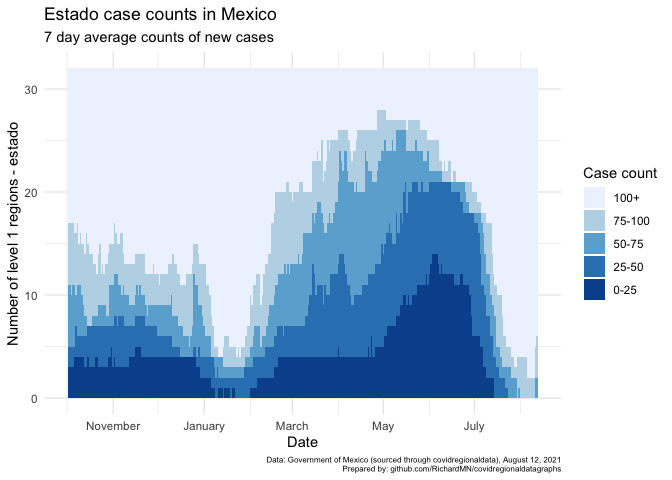 Estado case counts in Mexico
7 day average counts of new cases
Number of level 1 regions - estado
30
20
10
0
November
January
March
May
July
Date
Case count
100+
75-100
50-75
25-50
0-25
Data: Government of Mexico (sourced through covidregionaldata), August 12, 2021
Prepared by: github.com/RichardMN/covidregionaldatagraphs